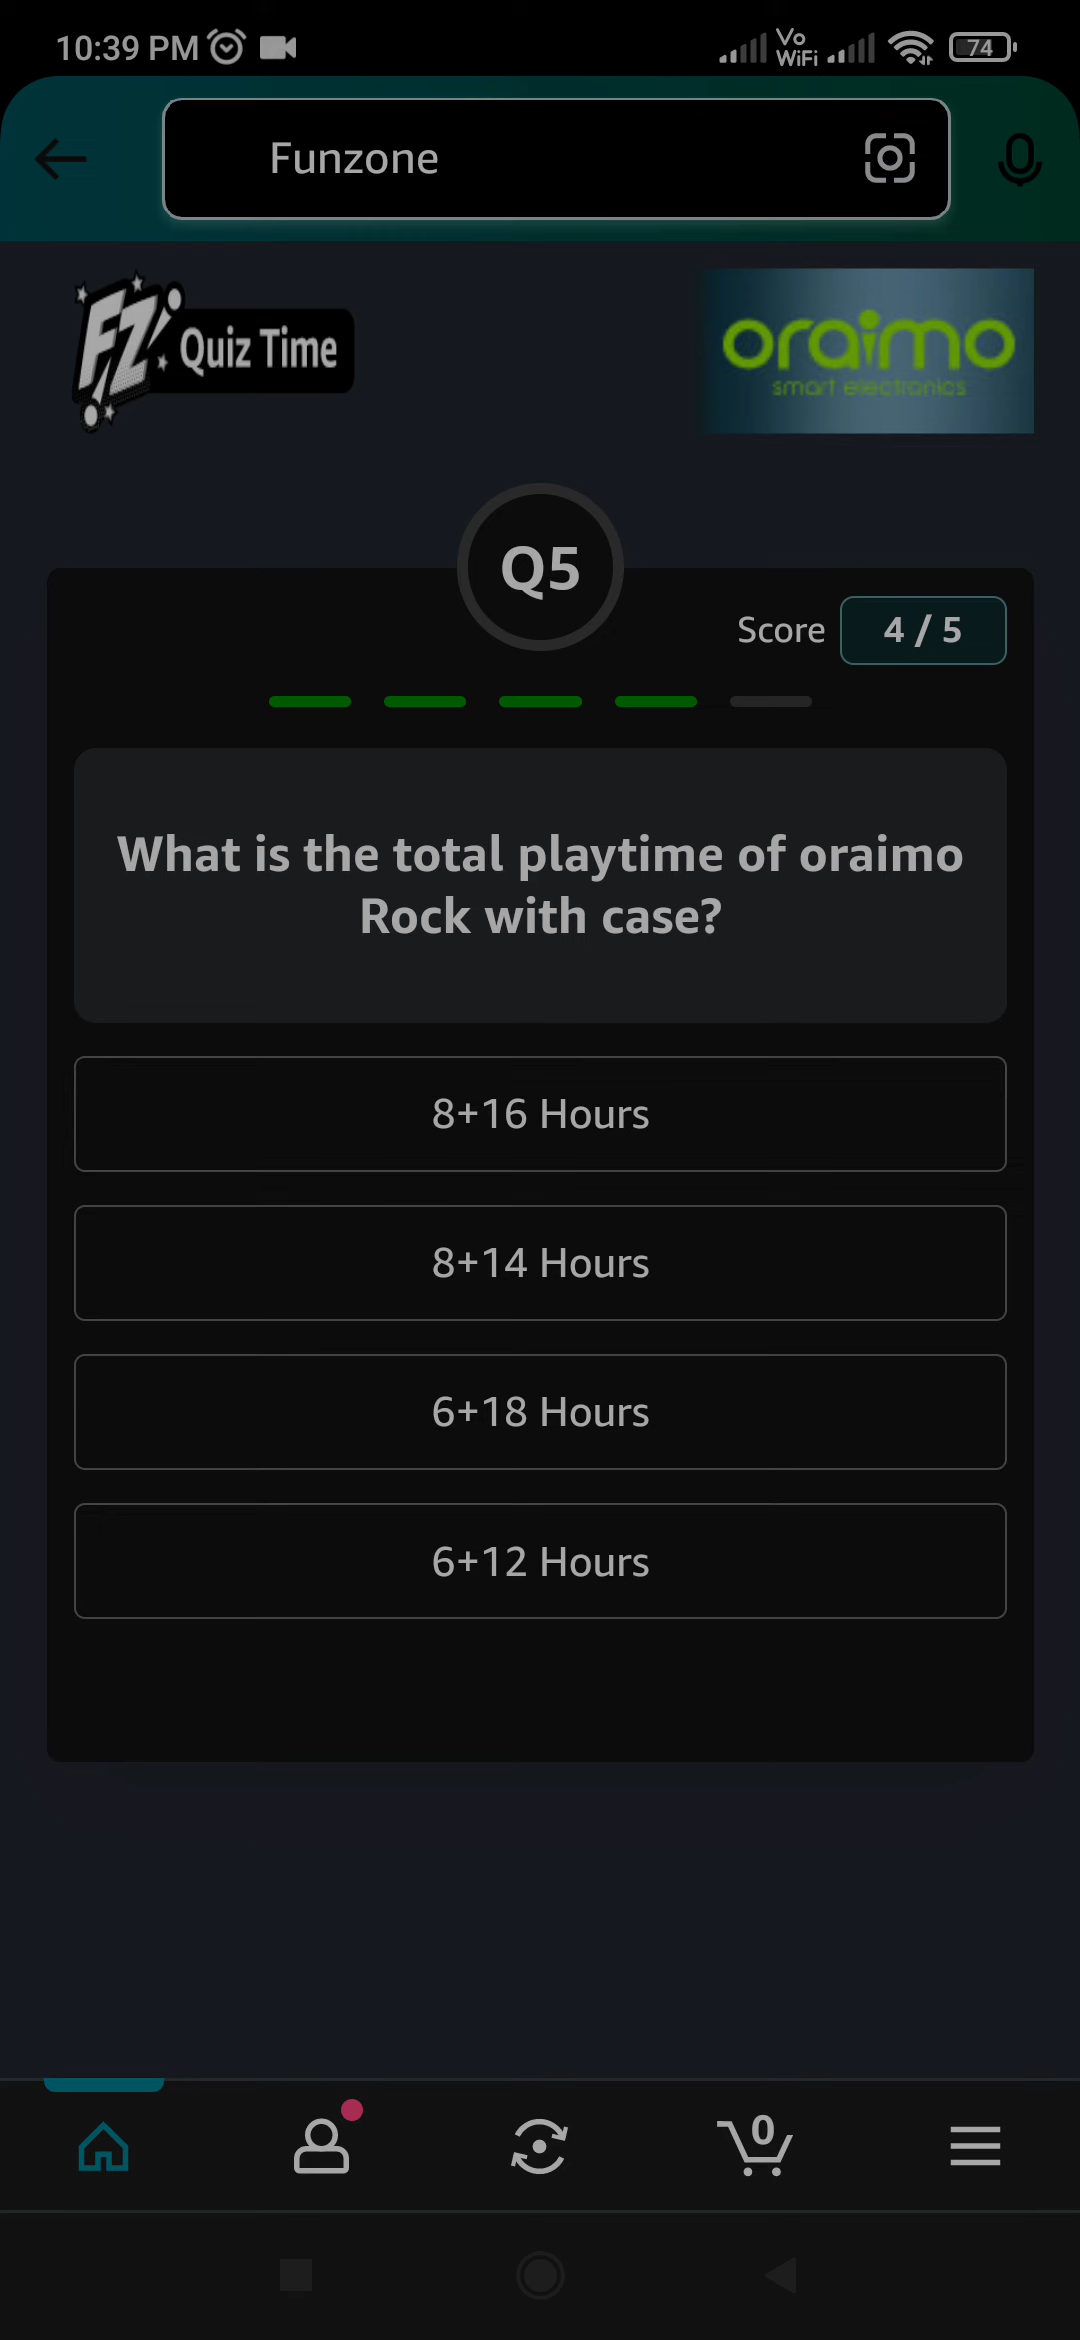 10:39 PM
Vo
WiFi
74
Funzone
FZ! Quiz Time
oraimo
smart electronics
Q5
Score 4 / 5
What is the total playtime of oraimo
Rock with case?
8+16 Hours
8+14 Hours
6+18 Hours
6+12 Hours
0